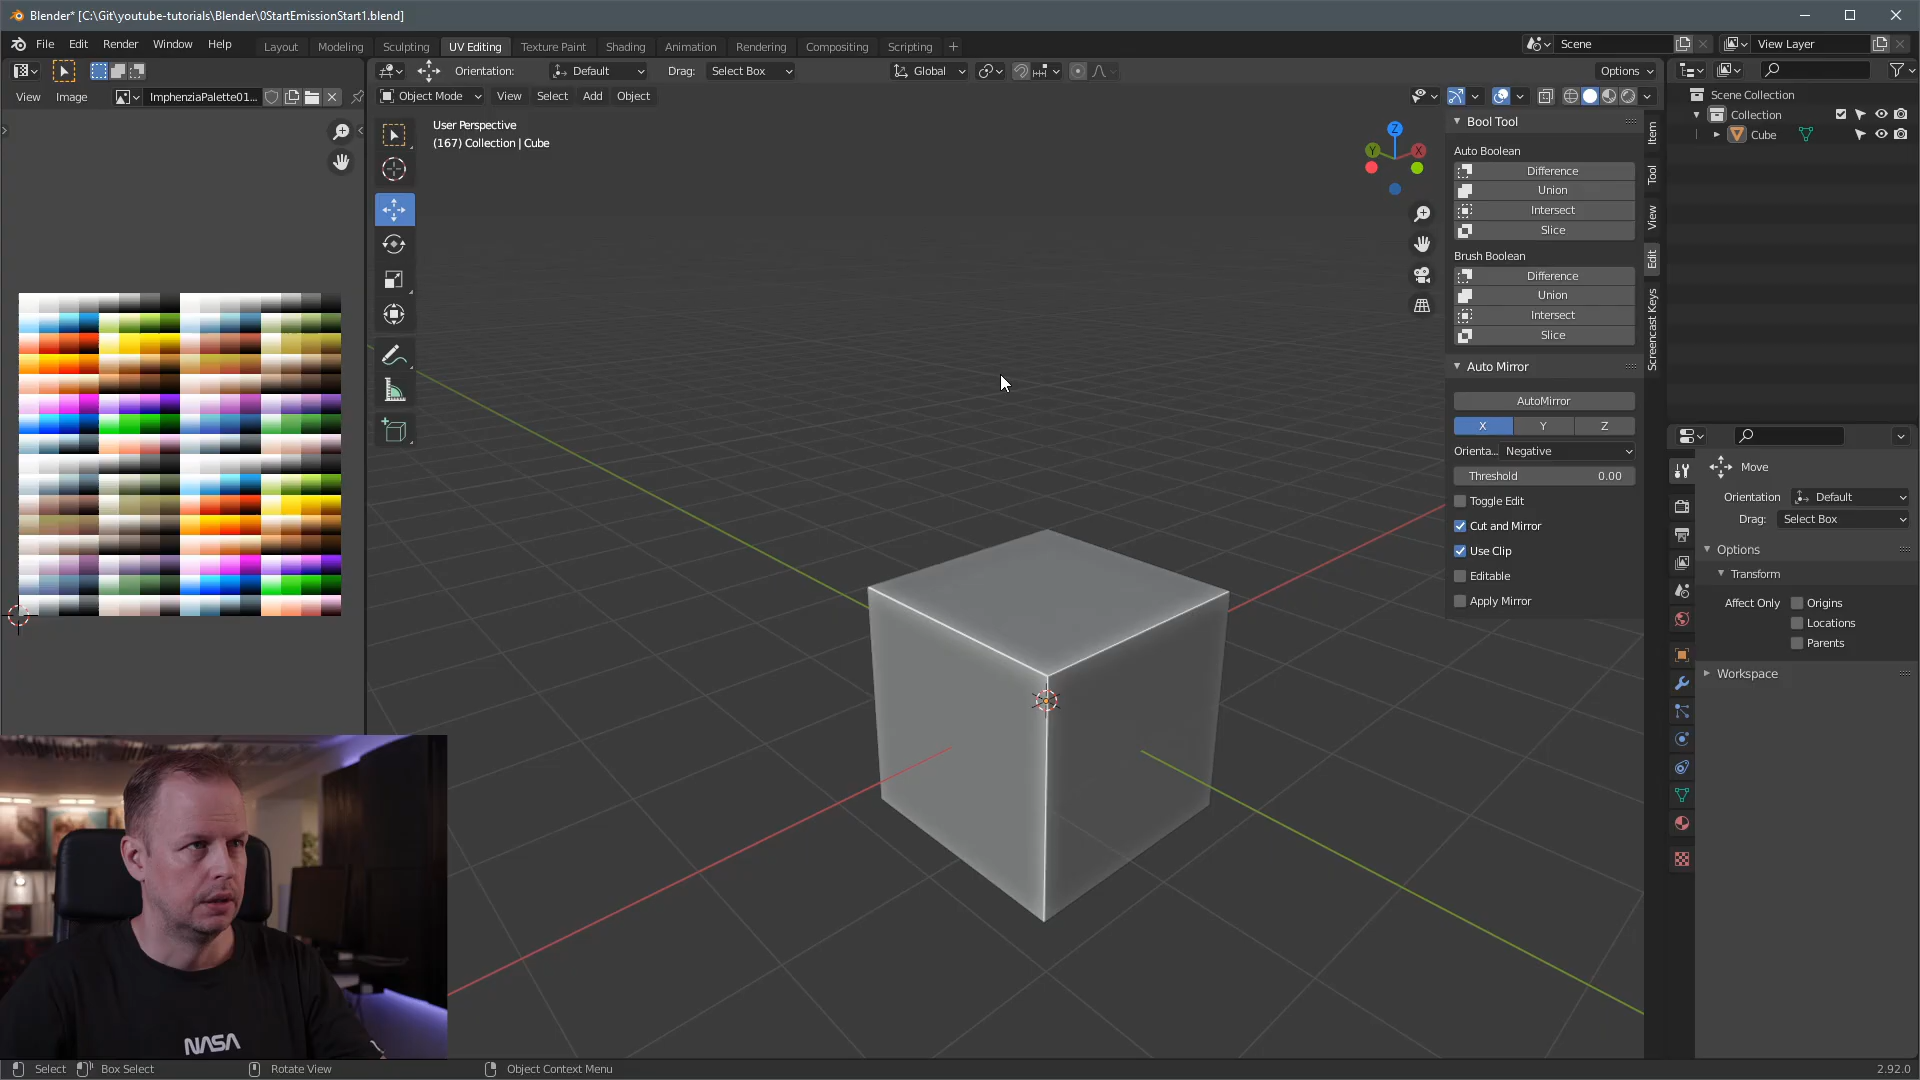 Blender* [C:\Git\youtube-tutorials\Blender\0StartEmissionStart1.blend]
File Edit Render Window Help Layout Modeling Sculpting UV Editing Texture Paint Shading Animation Rendering Compositing Scripting + Scene View Layer
Orientation: Default Drag: Select Box Global Options
View Image ImphenziaPalette01... Object Mode View Select Add Object
User Perspective
(167) Collection | Cube
Z
Y
X
Bool Tool
Auto Boolean
Difference
Union
Intersect
Slice
Brush Boolean
Difference
Union
Intersect
Slice
Auto Mirror
AutoMirror
X Y Z
Orienta... Negative
Threshold 0.00
Toggle Edit
Cut and Mirror
Use Clip
Editable
Apply Mirror
Item
Tool
View
Edit
Screencast Keys
Scene Collection
Collection
Cube
Move
Orientation Default
Drag: Select Box
Options
Transform
Affect Only Origins
Locations
Parents
Workspace
NASA
Select Box Select Rotate View Object Context Menu 2.92.0